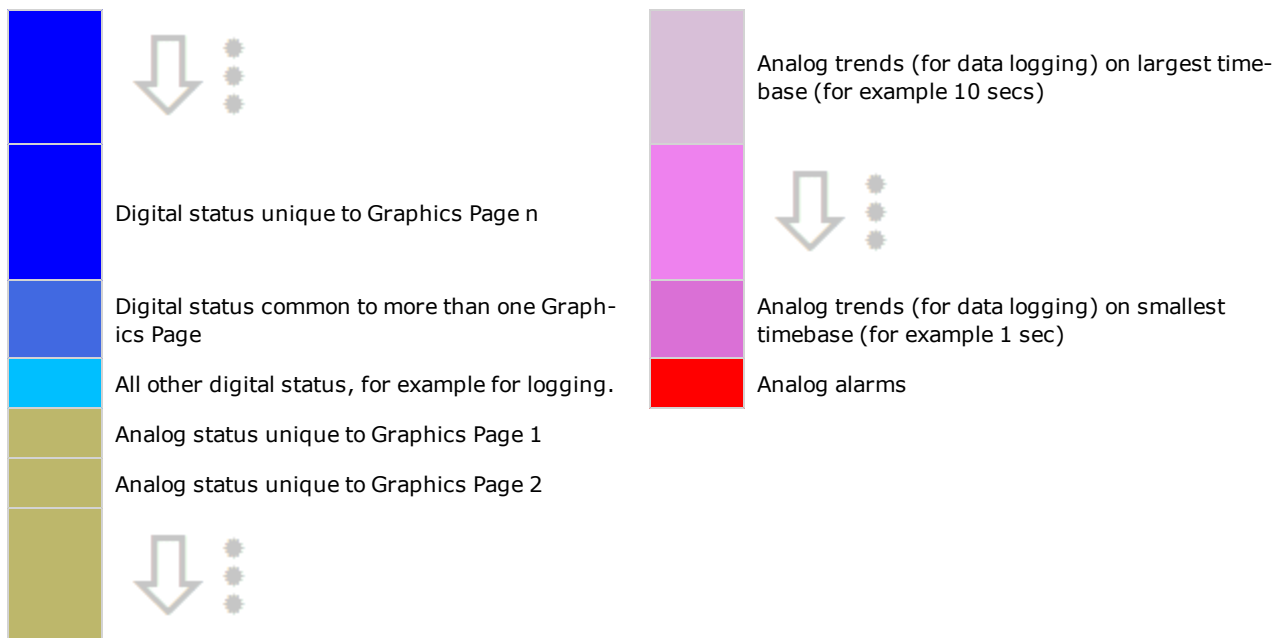 Digital status unique to Graphics Page n
Digital status common to more than one Graph-
ics Page
All other digital status, for example for logging.
Analog status unique to Graphics Page 1
Analog status unique to Graphics Page 2
Analog trends (for data logging) on largest time-
base (for example 10 secs)
Analog trends (for data logging) on smallest
timebase (for example 1 sec)
Analog alarms